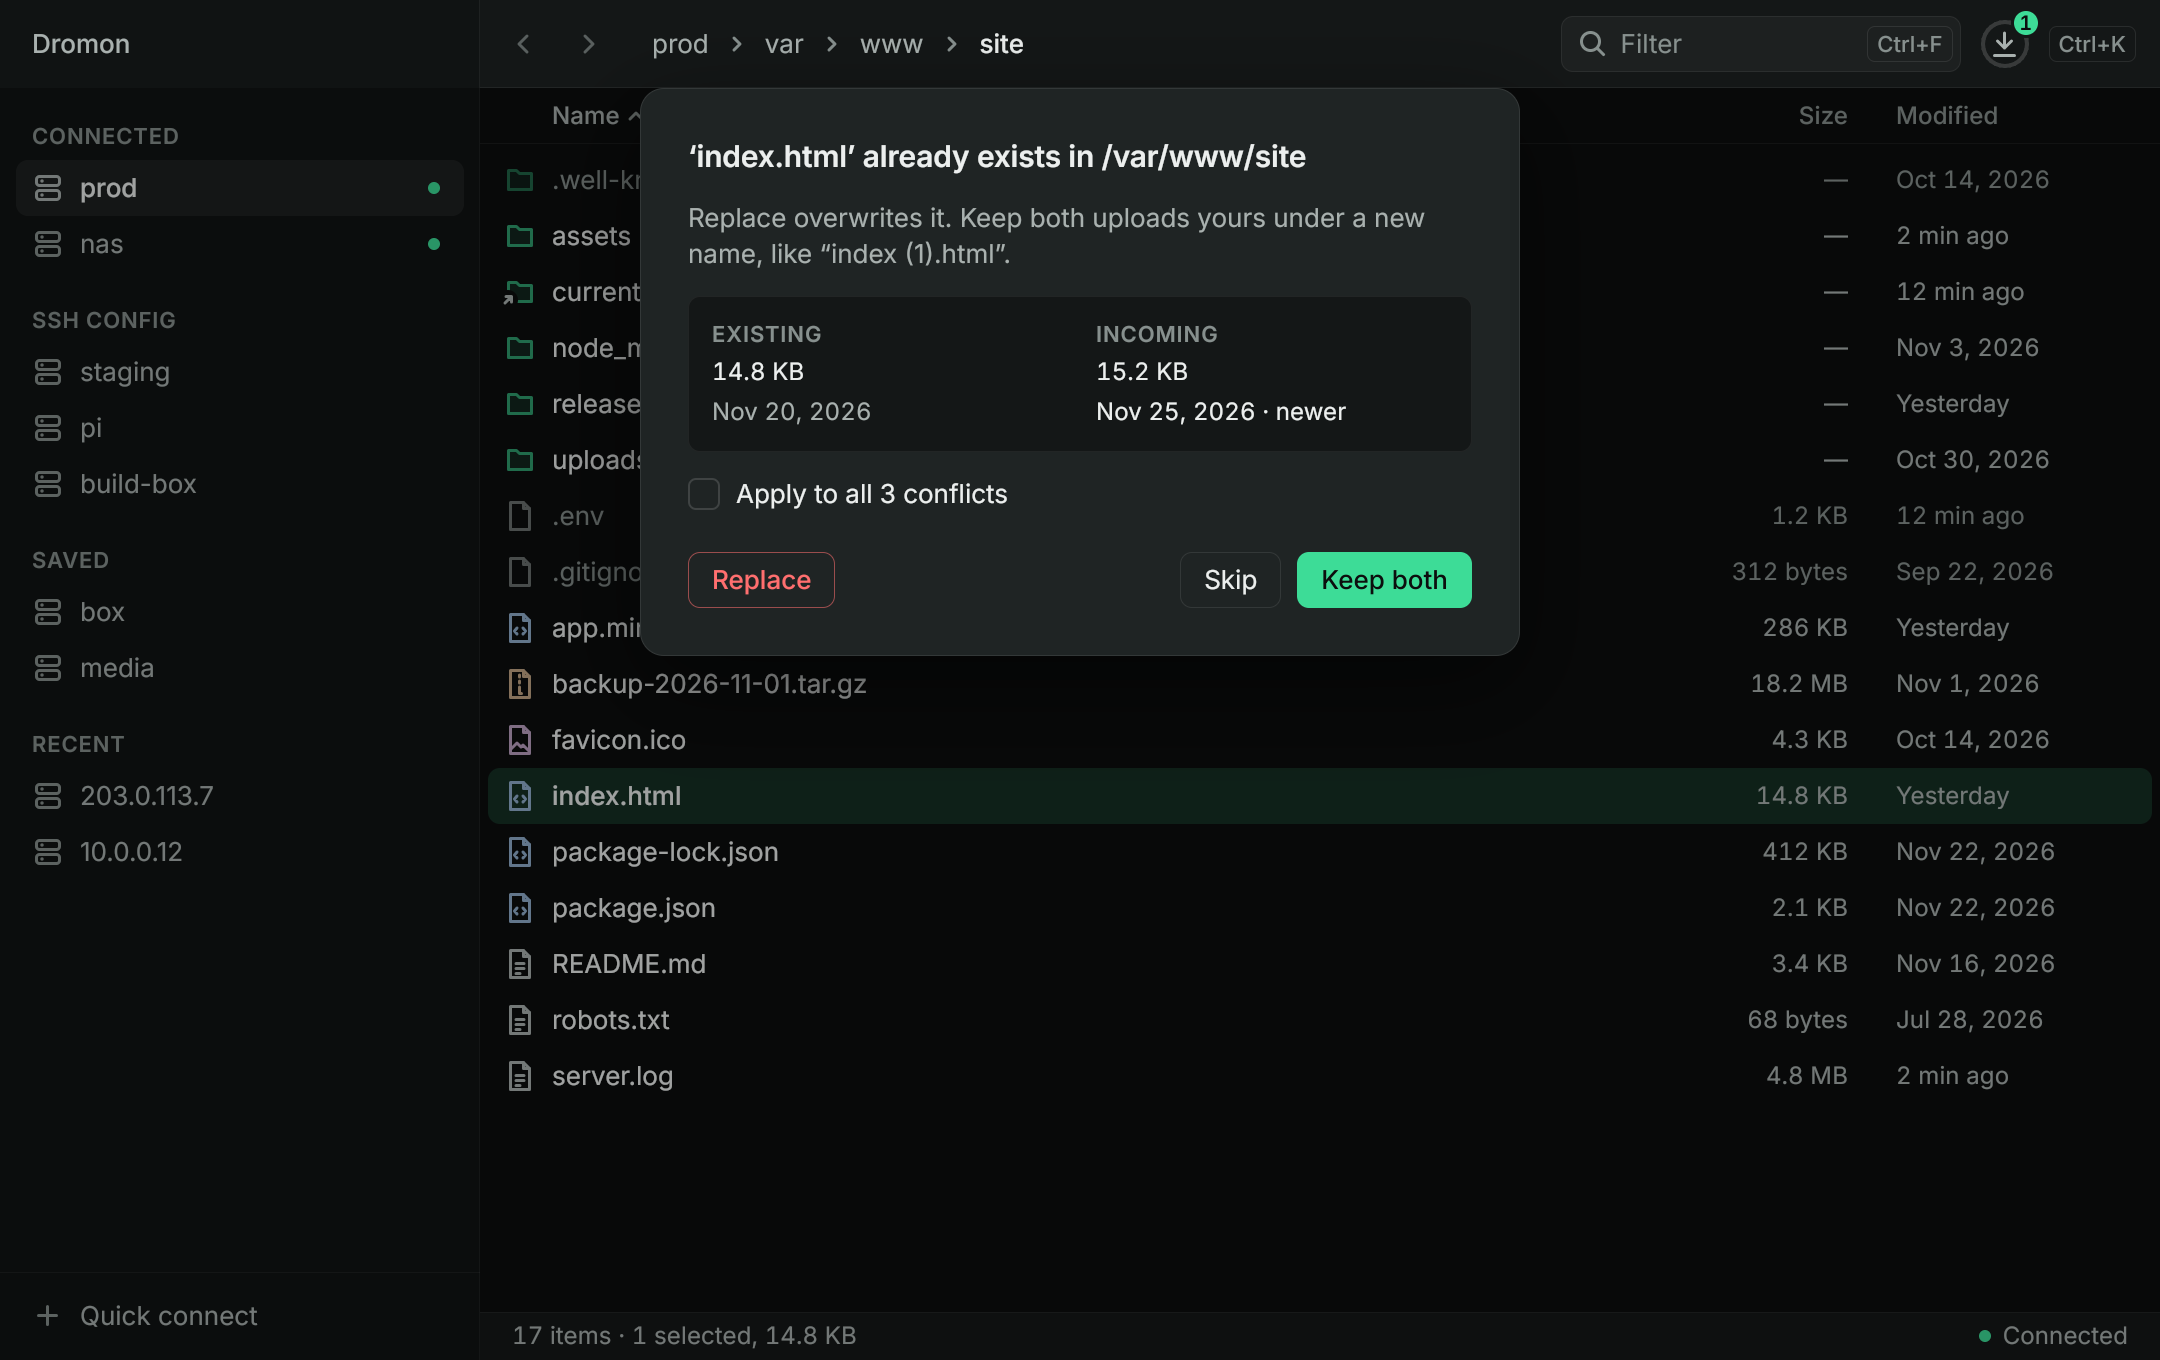 Dromon
prod › var › www › site
Filter Ctrl+F
1
Ctrl+K
CONNECTED
prod
nas
SSH CONFIG
staging
pi
build-box
SAVED
box
media
RECENT
203.0.113.7
10.0.0.12
Quick connect
Name Size Modified
— Oct 14, 2026
assets — 2 min ago
current — 12 min ago
— Nov 3, 2026
— Yesterday
— Oct 30, 2026
.env 1.2 KB 12 min ago
312 bytes Sep 22, 2026
286 KB Yesterday
backup-2026-11-01.tar.gz 18.2 MB Nov 1, 2026
favicon.ico 4.3 KB Oct 14, 2026
index.html 14.8 KB Yesterday
package-lock.json 412 KB Nov 22, 2026
package.json 2.1 KB Nov 22, 2026
README.md 3.4 KB Nov 16, 2026
robots.txt 68 bytes Jul 28, 2026
server.log 4.8 MB 2 min ago
‘index.html’ already exists in /var/www/site
Replace overwrites it. Keep both uploads yours under a new
name, like “index (1).html”.
EXISTING INCOMING
14.8 KB 15.2 KB
Nov 20, 2026 Nov 25, 2026 · newer
Apply to all 3 conflicts
Replace Skip Keep both
17 items · 1 selected, 14.8 KB
Connected